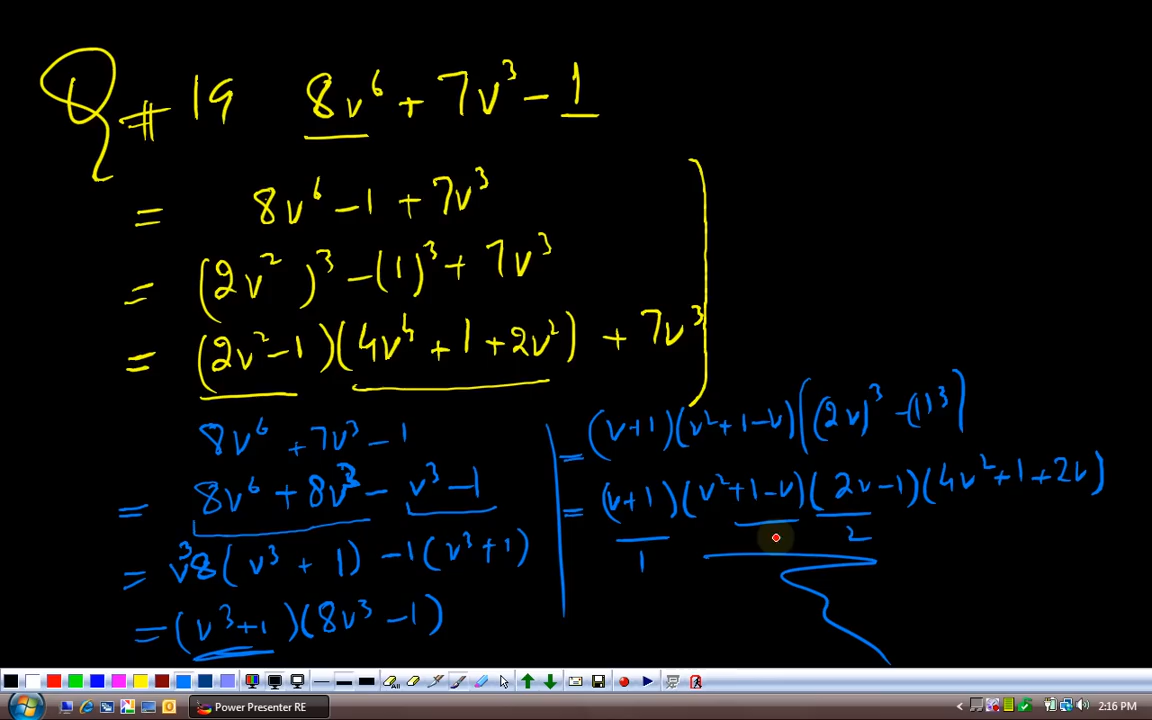 Q # 19 8v⁶ + 7v³ - 1
= 8v⁶ - 1 + 7v³
= (2v²)³ - (1)³ + 7v³
= (2v² - 1)(4v⁴ + 1 + 2v²) + 7v³
8v⁶ + 7v³ - 1
= 8v⁶ + 8v³ - v³ - 1
= v³8(v³ + 1) - 1(v³ + 1)
= (v³ + 1)(8v³ - 1)
= (v+1)(v² + 1 - v)((2v)³ - (1)³)
= (v+1)(v² + 1 - v)(2v - 1)(4v² + 1 + 2v)
1 2
Power Presenter RE
2:16 PM